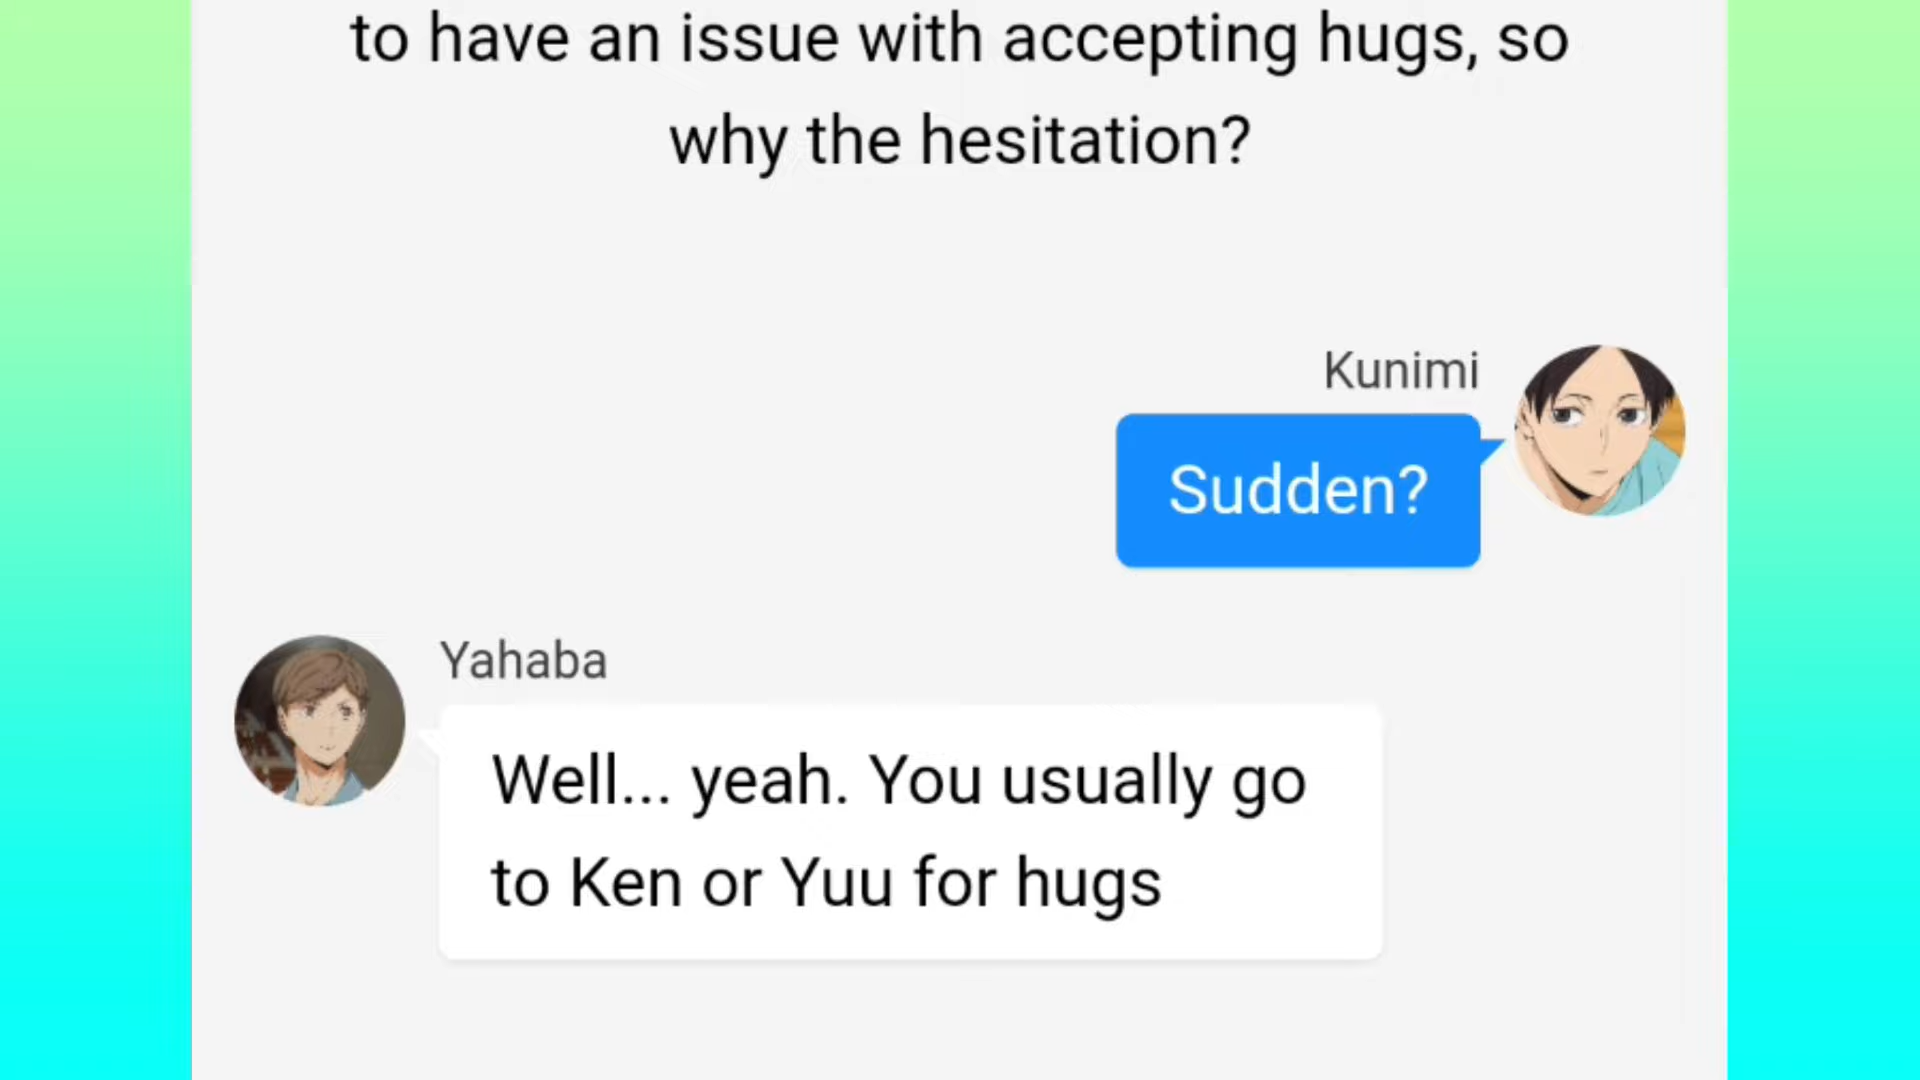 to have an issue with accepting hugs, so
why the hesitation?
Kunimi
Sudden?
Yahaba
Well... yeah. You usually go
to Ken or Yuu for hugs